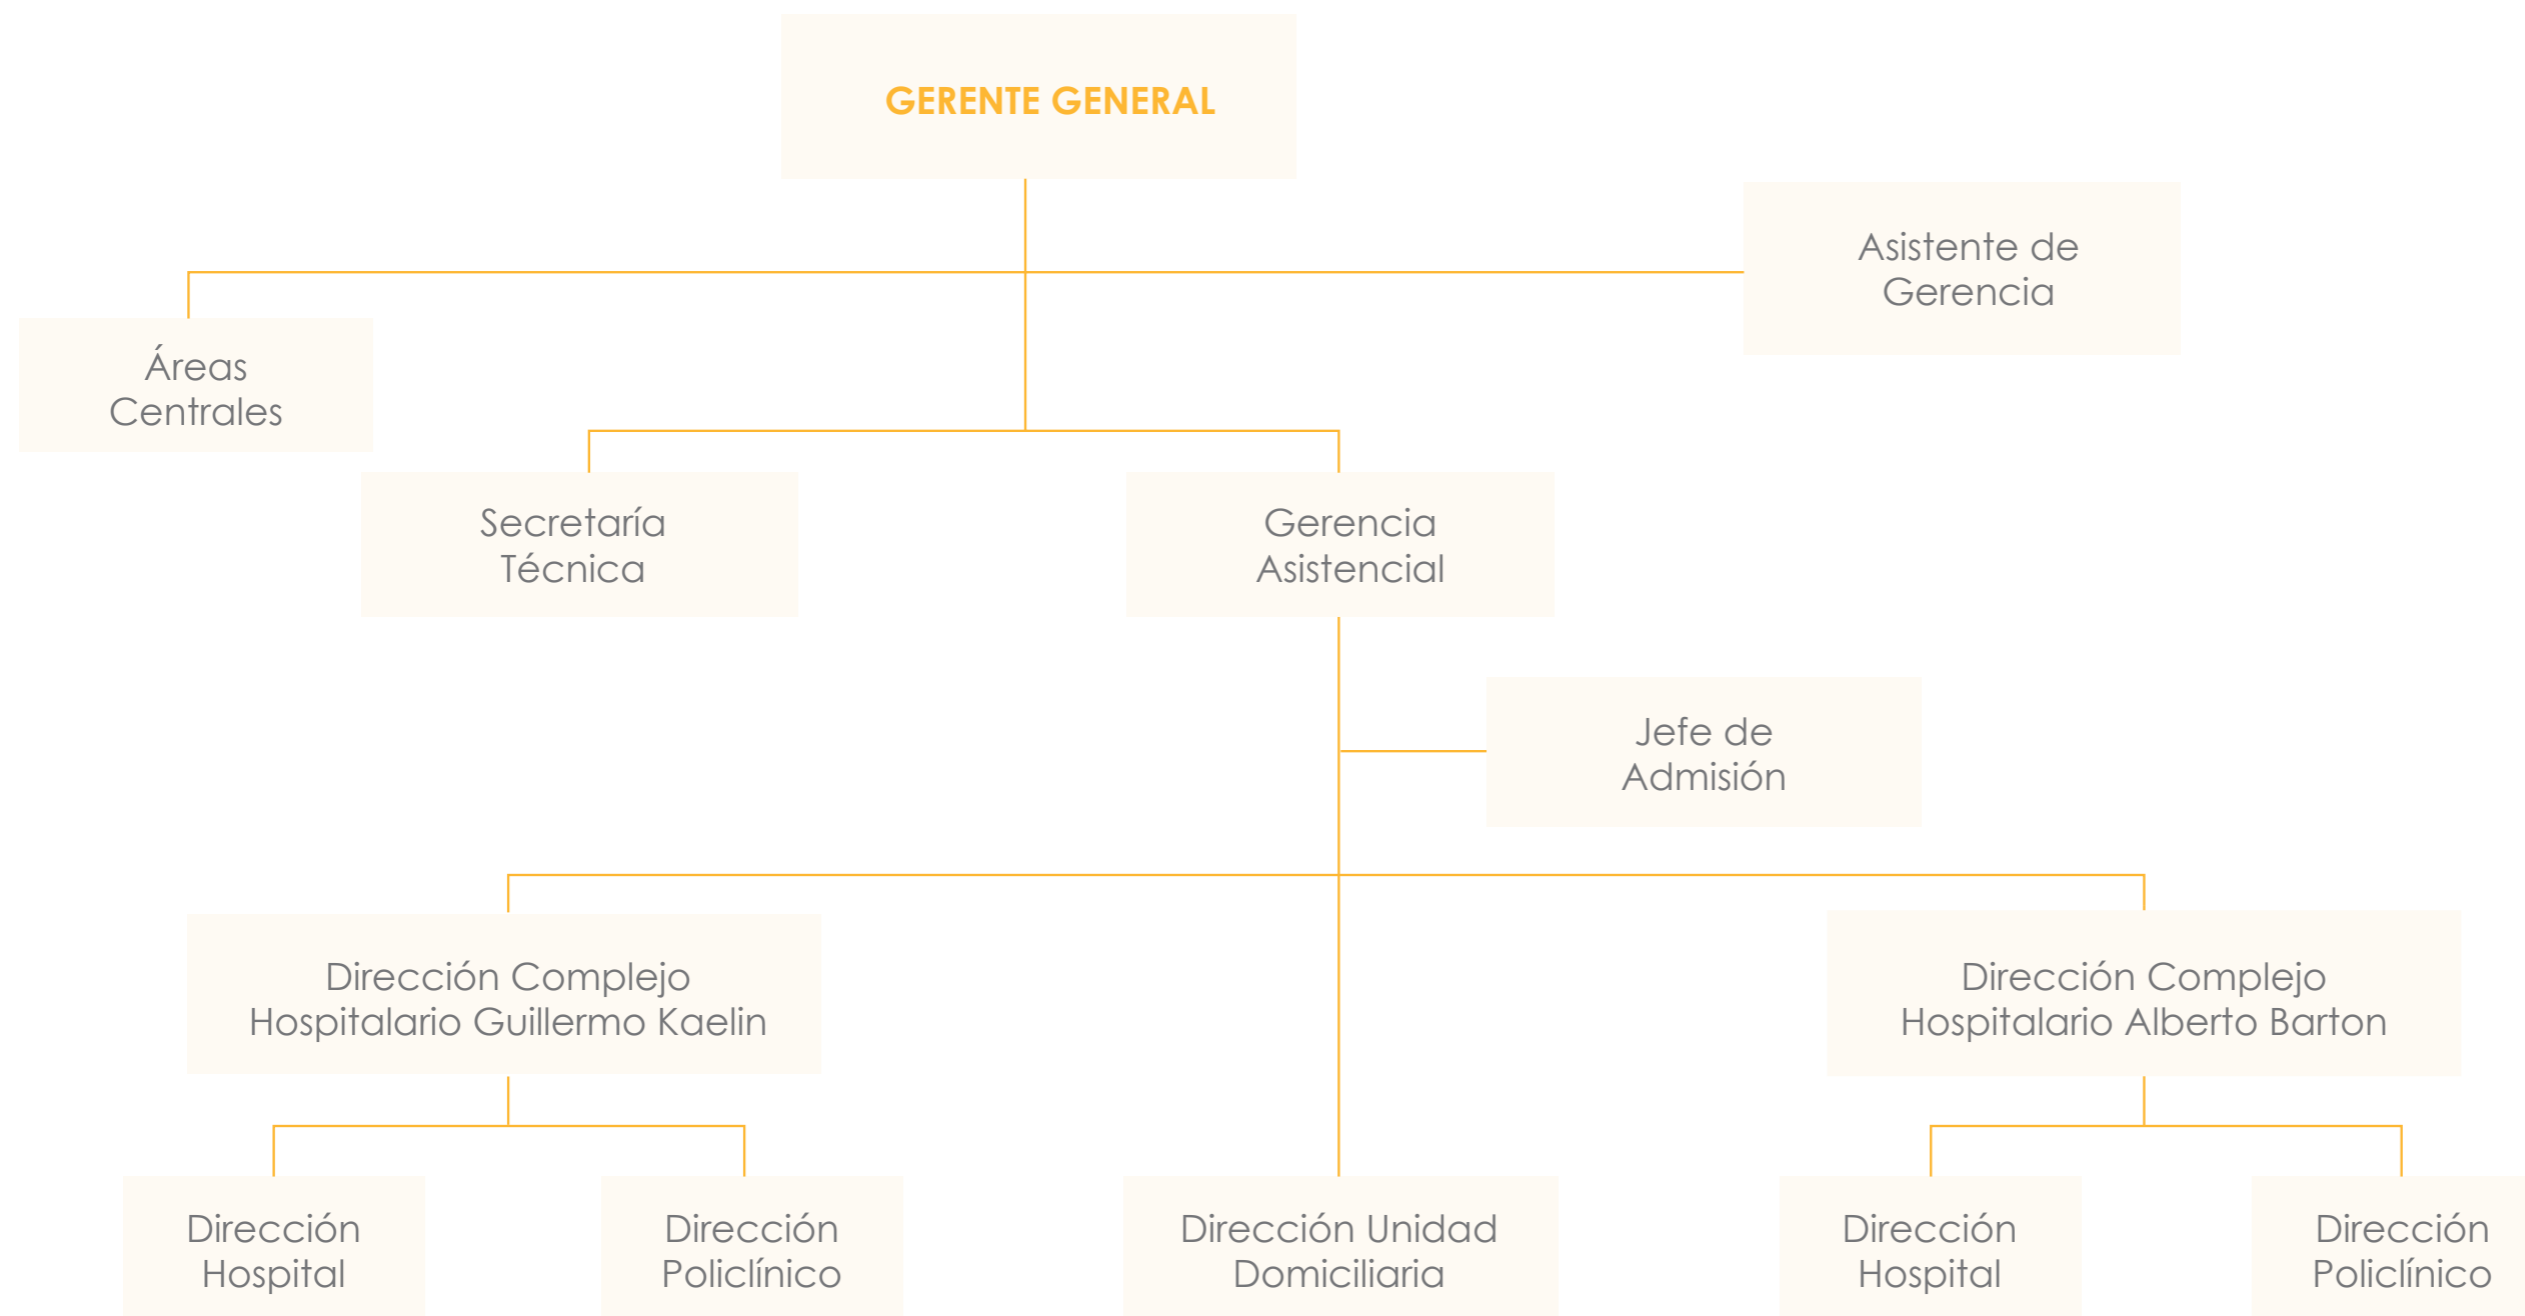 GERENTE GENERAL
Asistente de
Gerencia
Áreas
Centrales
Secretaría
Técnica
Gerencia
Asistencial
Jefe de
Admisión
Dirección Complejo
Hospitalario Guillermo Kaelin
Dirección Complejo
Hospitalario Alberto Barton
Dirección
Hospital
Dirección
Policlínico
Dirección Unidad
Domiciliaria
Dirección
Hospital
Dirección
Policlínico